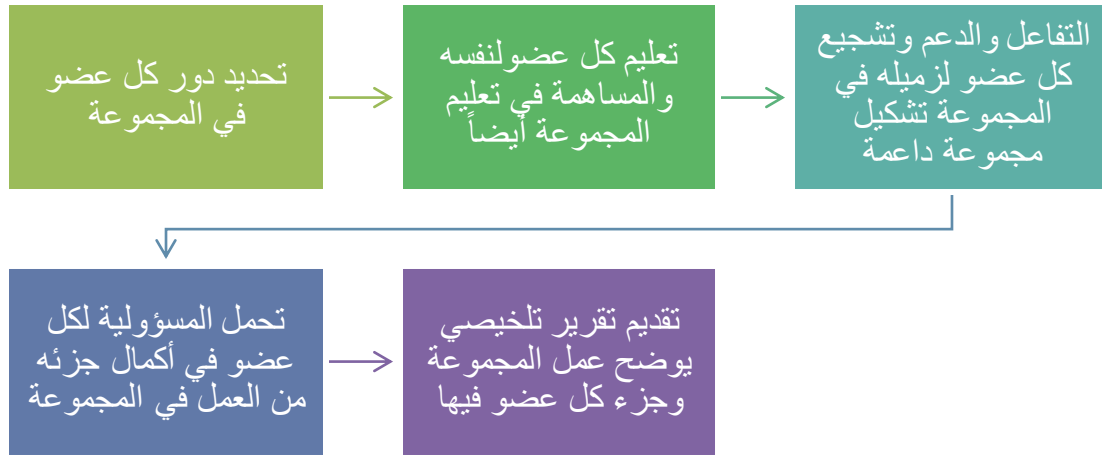 تحديد دور كل عضو
في المجموعة
تعليم كل عضولنفسه
والمساهمة في تعليم
المجموعة أيضاً
التفاعل والدعم وتشجيع
كل عضو لزميله في
المجموعة تشكيل
مجموعة داعمة
تحمل المسؤولية لكل
عضو في أكمال جزئه
من العمل في المجموعة
تقديم تقرير تلخيصي
يوضح عمل المجموعة
وجزء كل عضو فيها